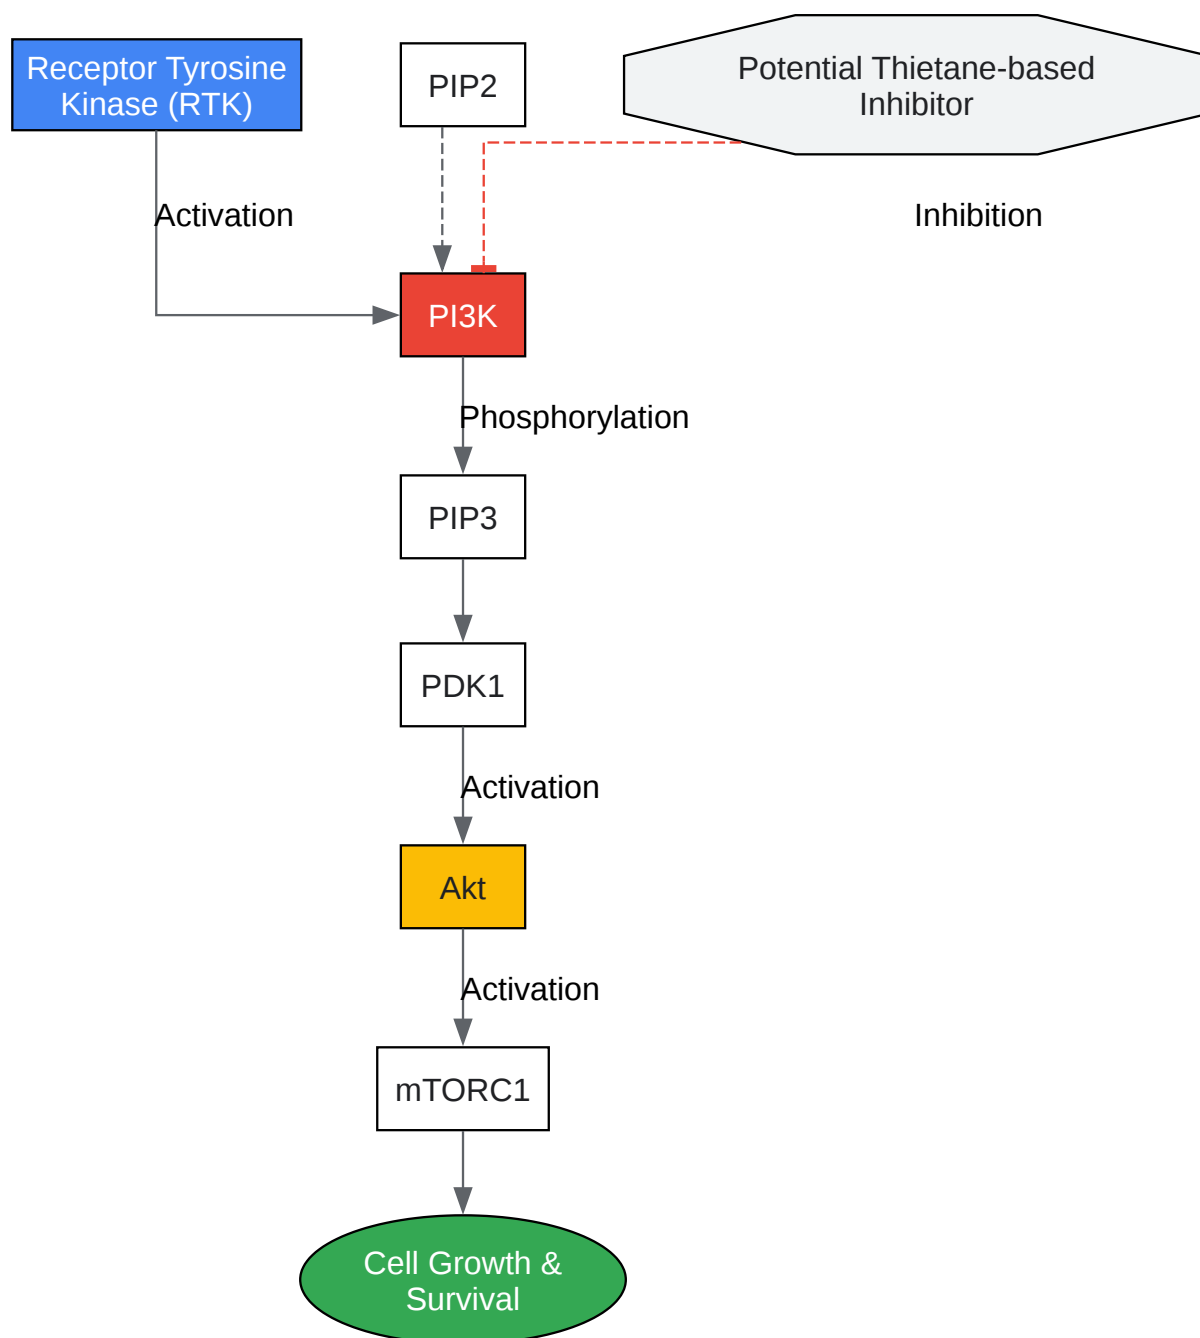 Receptor Tyrosine
Kinase (RTK)
PIP2
Potential Thietane-based
Inhibitor
Activation
Inhibition
PI3K
Phosphorylation
PIP3
PDK1
Activation
Akt
Activation
mTORC1
Cell Growth &
Survival